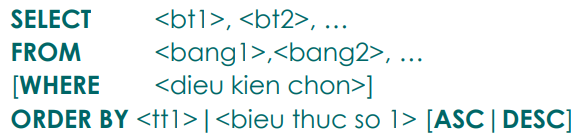 SELECT <bt1>, <bt2>, …
FROM <bang1>,<bang2>, …
[WHERE <dieu kien chon>]
ORDER BY <tt1>|<bieu thuc so 1> [ASC|DESC]